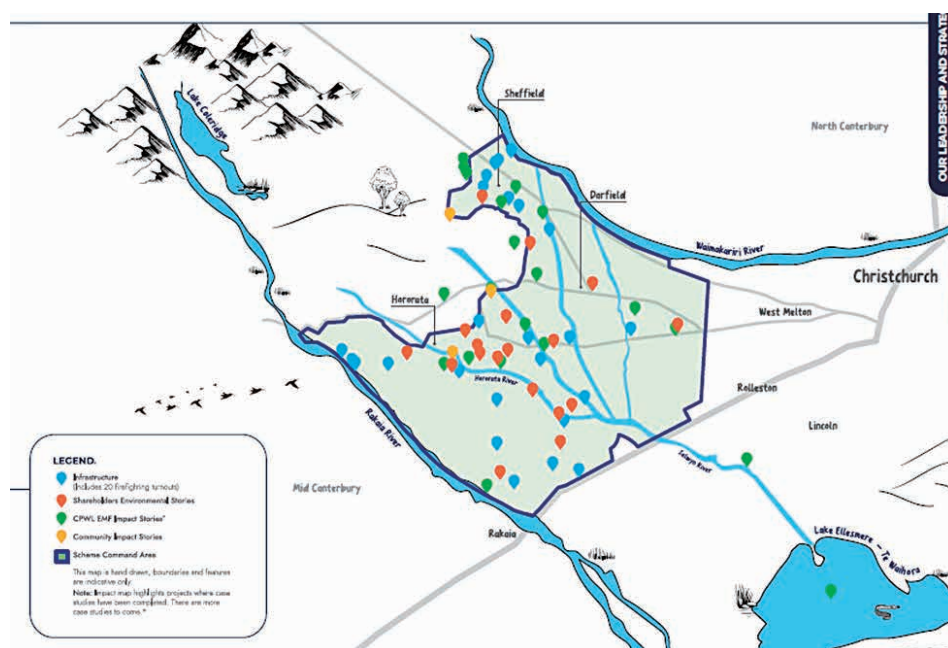 OUR LEADERSHIP AND STRATE
Sheffield
North Canterbury
Lake Coleridge
Darfield
Waimakariri River
Christchurch
Hororata
West Melton
Hororata River
Rolleston
Rakaia River
Lincoln
Selwyn River
Mid Canterbury
Rakaia
Lake Ellesmere – Te Waihora
LEGEND.
Infrastructure
(Includes 20 firefighting turnouts)
Shareholders Environmental Stories
CPWL EMF Impact Stories*
Community Impact Stories
Scheme Command Area
This map is hand drawn, boundaries and features
are indicative only.
Note: Impact map highlights projects where case
studies have been completed. There are more
case studies to come.*